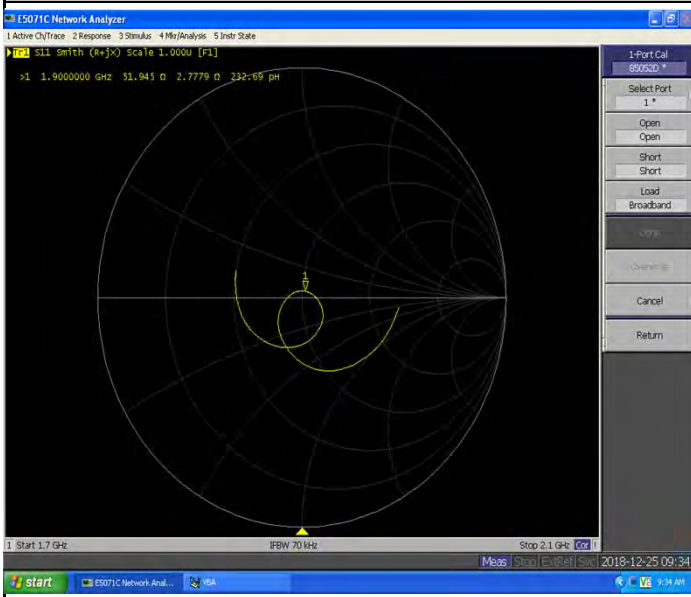 E5071C Network Analyzer
1 Active Ch/Trace 2 Response 3 Stimulus 4 Mkr/Analysis 5 Instr State
Tr1 S11 Smith (R+jX) Scale 1.000U [F1]
>1 1.9000000 GHz 51.945 Ω 2.7779 Ω 232.69 pH
1
1-Port Cal
85052D *
Select Port
1 *
Open
Open
Short
Short
Load
Broadband
Done
Cancel
Return
1 Start 1.7 GHz IFBW 70 kHz Stop 2.1 GHz Cor !
Meas Stop ExtRef Svc 2018-12-25 09:34
start E5071C Network Anal... VBA 9:34 AM